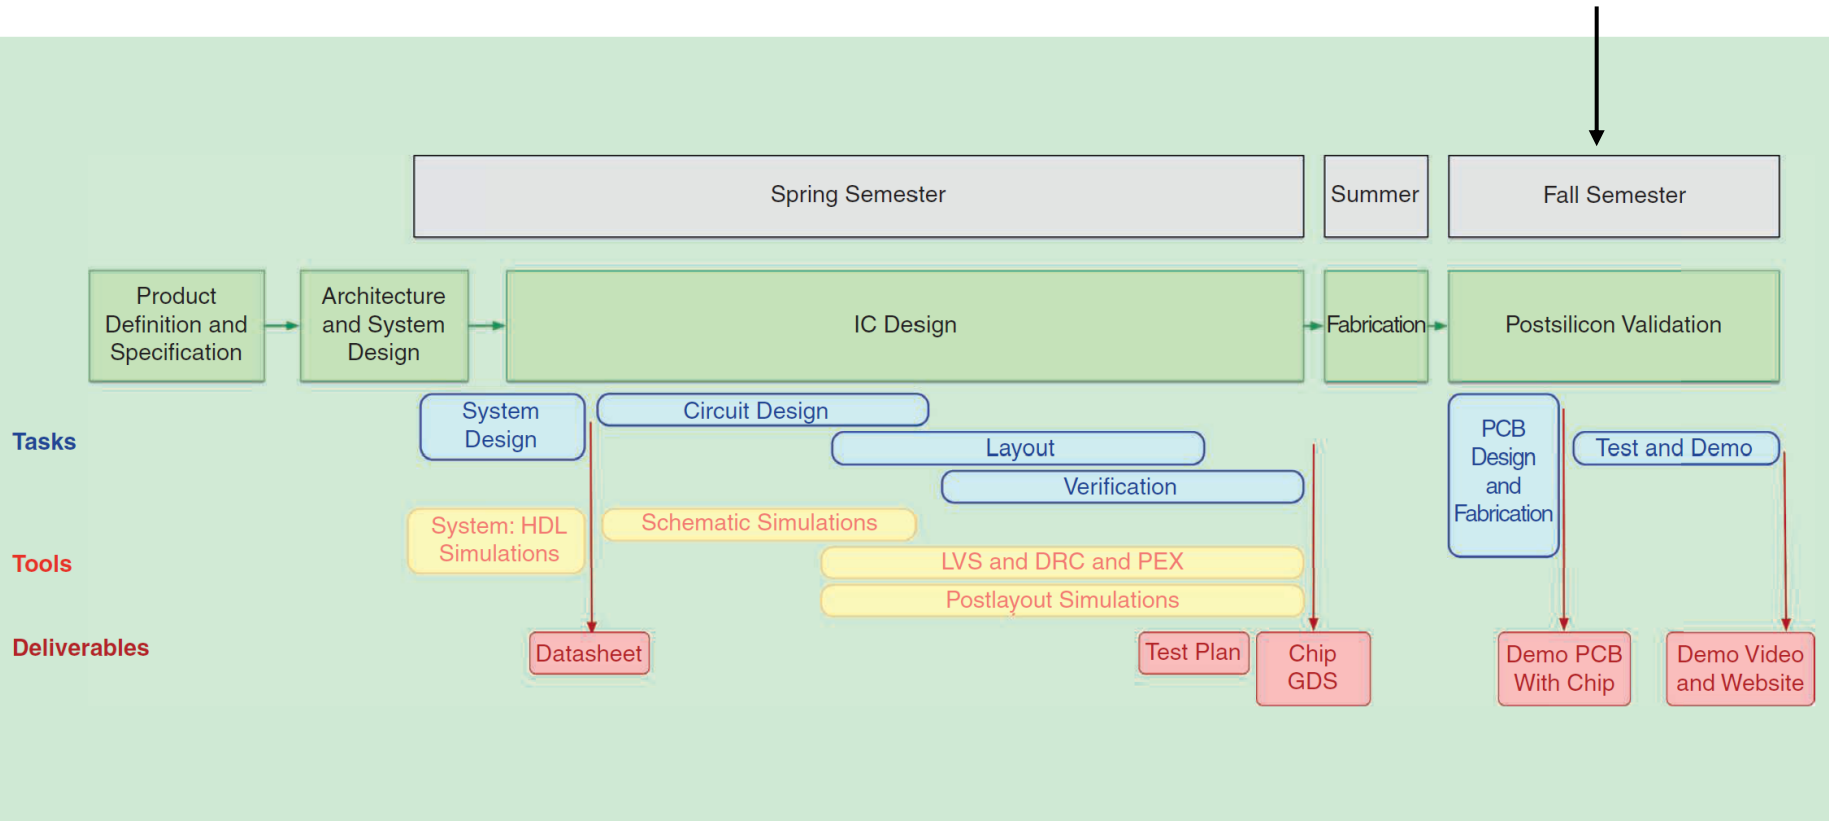 Spring Semester
Summer
Fall Semester
Product
Definition and
Specification
Architecture
and System
Design
IC Design
Fabrication
Postsilicon Validation
Tasks
System
Design
Circuit Design
Layout
Verification
PCB
Design
and
Fabrication
Test and Demo
Tools
System: HDL
Simulations
Schematic Simulations
LVS and DRC and PEX
Postlayout Simulations
Deliverables
Datasheet
Test Plan
Chip
GDS
Demo PCB
With Chip
Demo Video
and Website